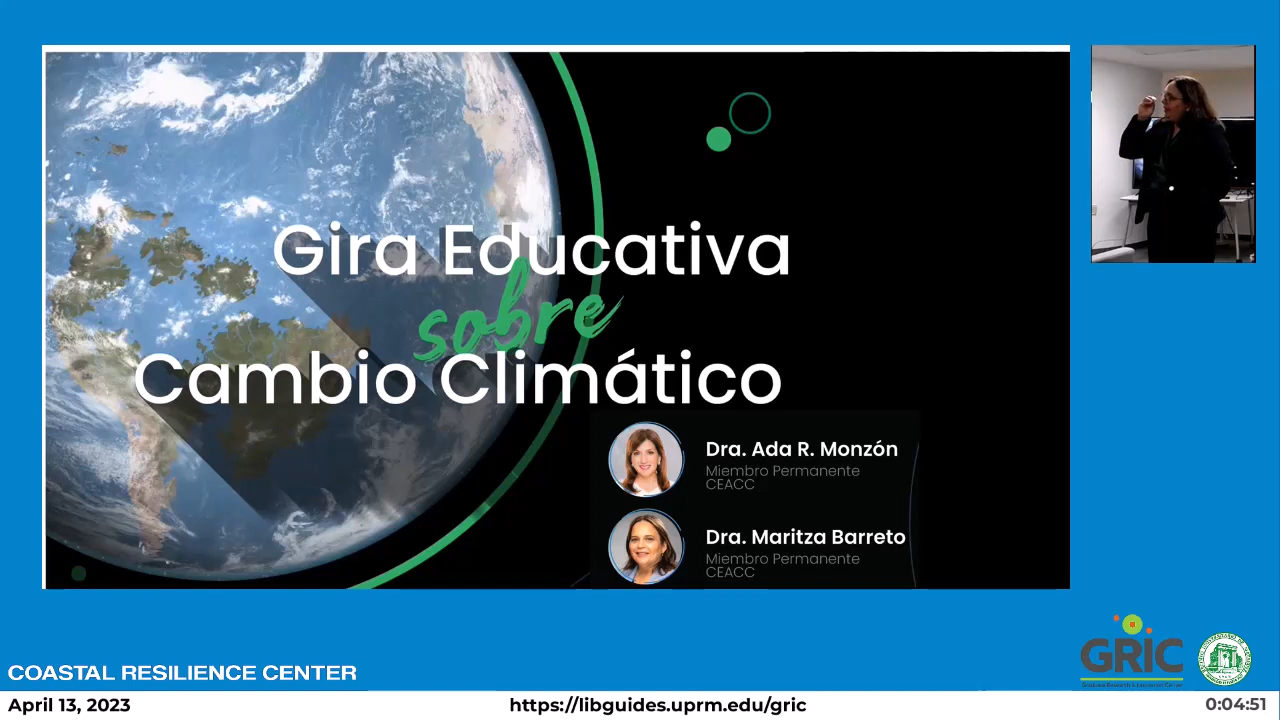 Gira Educativa
sobre
Cambio Climático
Dra. Ada R. Monzón
Miembro Permanente
CEACC
Dra. Maritza Barreto
Miembro Permanente
CEACC
GRIC
COASTAL RESILIENCE CENTER
April 13, 2023
https://libguides.uprm.edu/gric
0:04:51